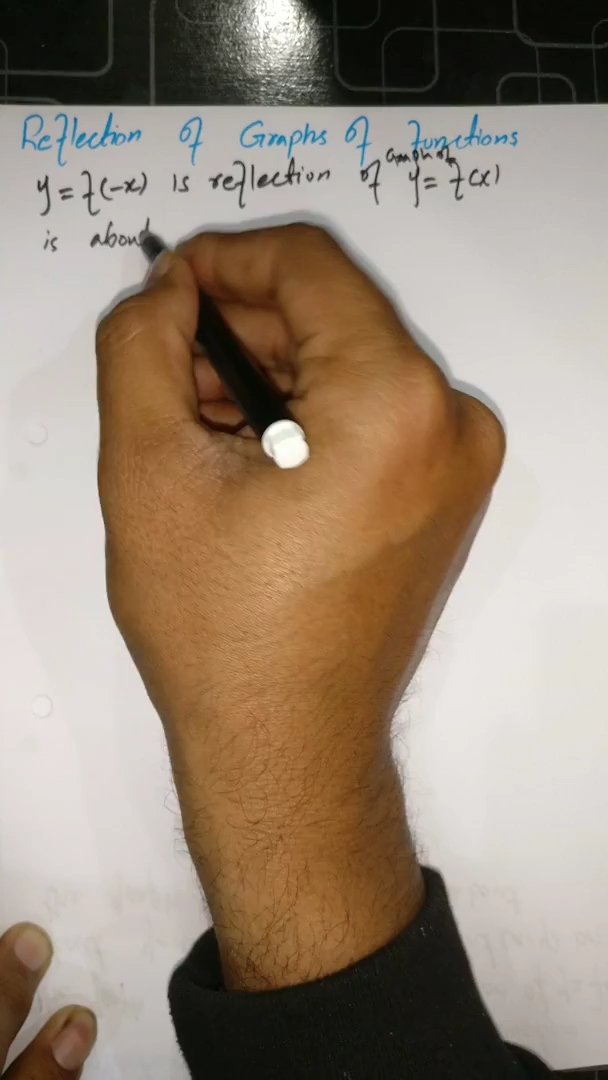 Reflection of Graphs of Functions
y = f(-x) is reflection of Graph of y = f(x)
is about